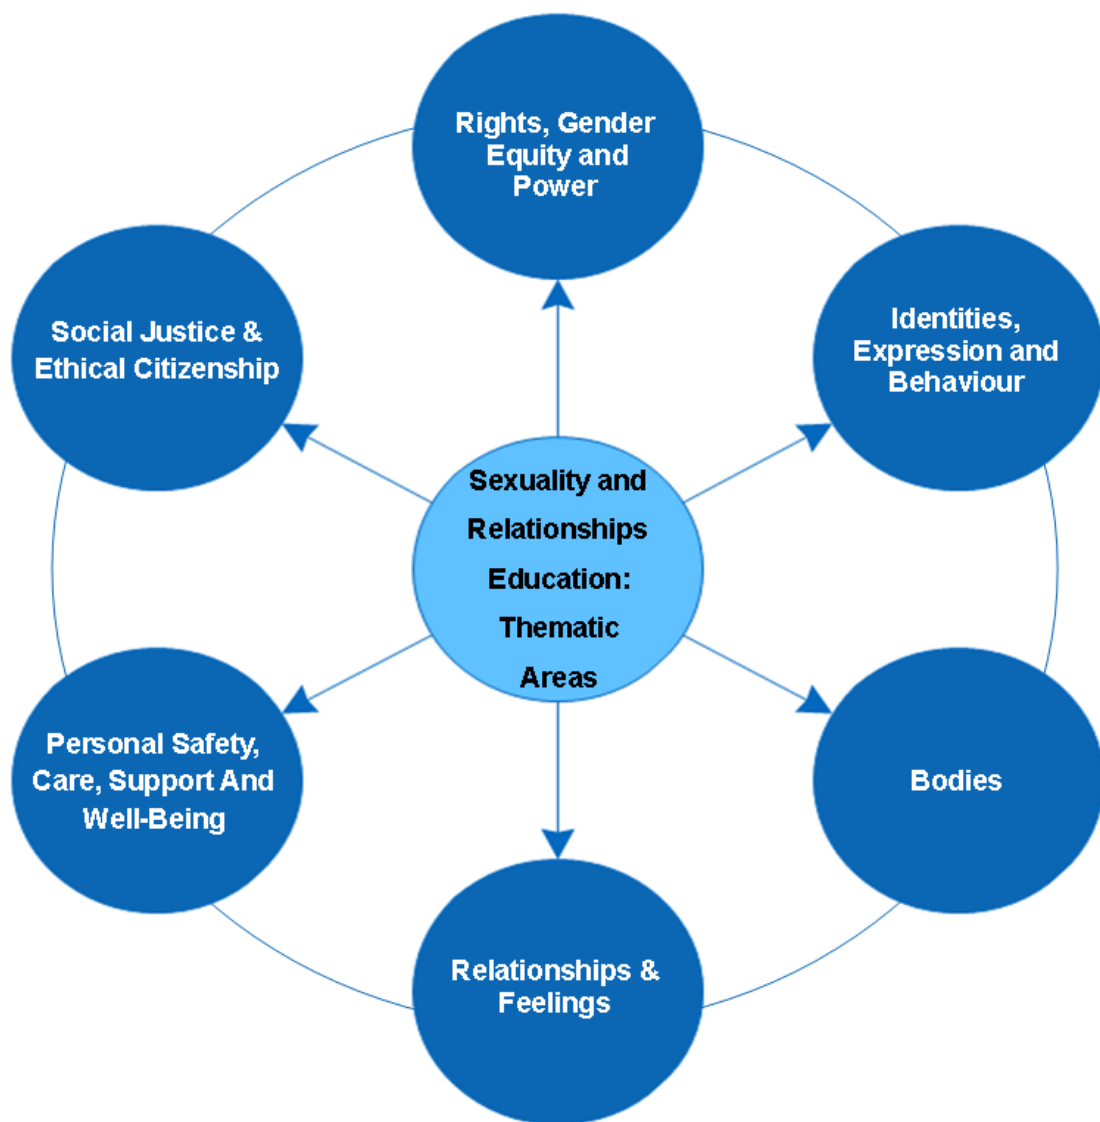 Rights, Gender
Equity and
Power
Identities,
Expression and
Behaviour
Bodies
Relationships &
Feelings
Personal Safety,
Care, Support And
Well-Being
Social Justice &
Ethical Citizenship
Sexuality and
Relationships
Education:
Thematic
Areas